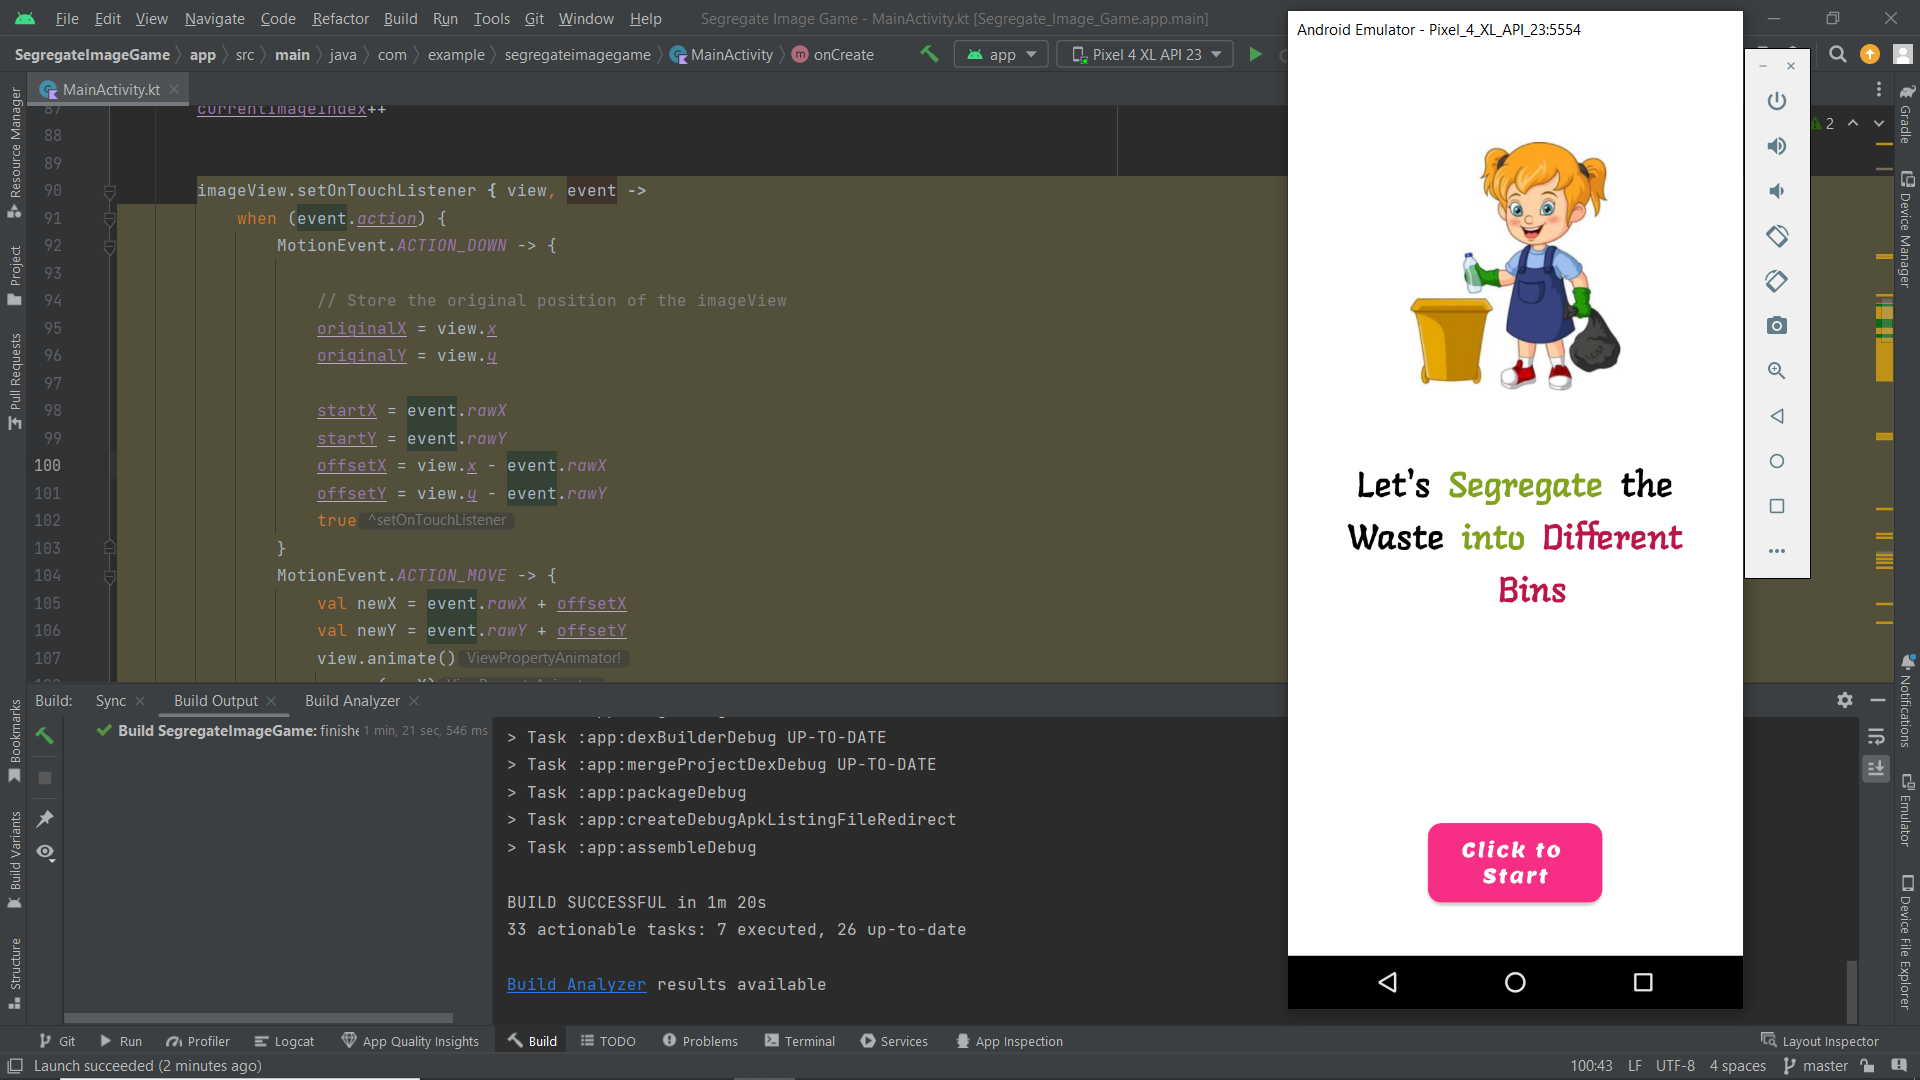 File Edit View Navigate Code Refactor Build Run Tools Git Window Help Segregate Image Game - MainActivity.kt [Segregate_Image_Game.app.main]
SegregateImageGame app src main java com example segregateimagegame MainActivity onCreate app Pixel 4 XL API 23
MainActivity.kt
87 currentImageIndex++
88
89
90 imageView.setOnTouchListener { view, event ->
91 when (event.action) {
92 MotionEvent.ACTION_DOWN -> {
93
94 // Store the original position of the imageView
95 originalX = view.x
96 originalY = view.y
97
98 startX = event.rawX
99 startY = event.rawY
100 offsetX = view.x - event.rawX
101 offsetY = view.y - event.rawY
102 true ^setOnTouchListener
103 }
104 MotionEvent.ACTION_MOVE -> {
105 val newX = event.rawX + offsetX
106 val newY = event.rawY + offsetY
107 view.animate() ViewPropertyAnimator!
Resource Manager
Project
Pull Requests
Bookmarks
Build Variants
Structure
Build: Sync Build Output Build Analyzer
Build SegregateImageGame: finishe 1 min, 21 sec, 546 ms
> Task :app:dexBuilderDebug UP-TO-DATE
> Task :app:mergeProjectDexDebug UP-TO-DATE
> Task :app:packageDebug
> Task :app:createDebugApkListingFileRedirect
> Task :app:assembleDebug
BUILD SUCCESSFUL in 1m 20s
33 actionable tasks: 7 executed, 26 up-to-date
Build Analyzer results available
Android Emulator - Pixel_4_XL_API_23:5554
Let's Segregate the
Waste into Different
Bins
Click to
Start
2
Gradle
Device Manager
Notifications
Emulator
Device File Explorer
Git Run Profiler Logcat App Quality Insights Build TODO Problems Terminal Services App Inspection Layout Inspector
Launch succeeded (2 minutes ago) 100:43 LF UTF-8 4 spaces master